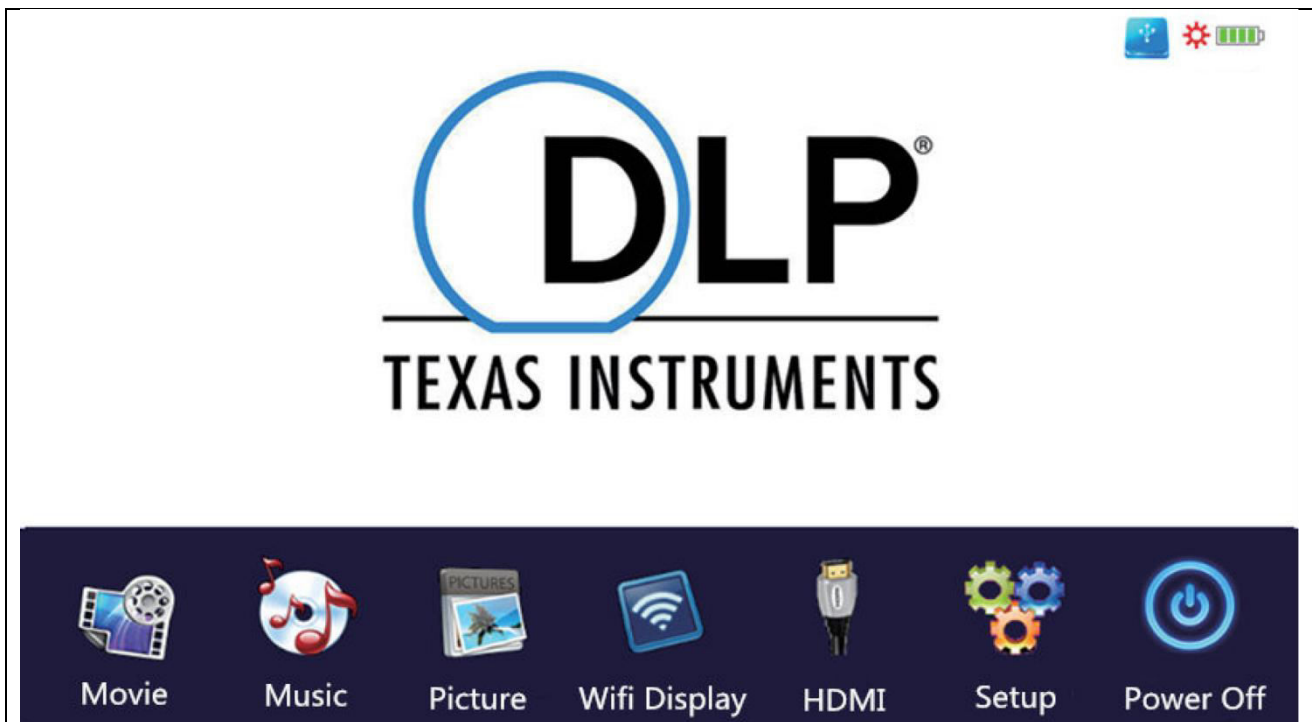 DLP®
TEXAS INSTRUMENTS
PICTURES
Movie
Music
Picture
Wifi Display
HDMI
Setup
Power Off